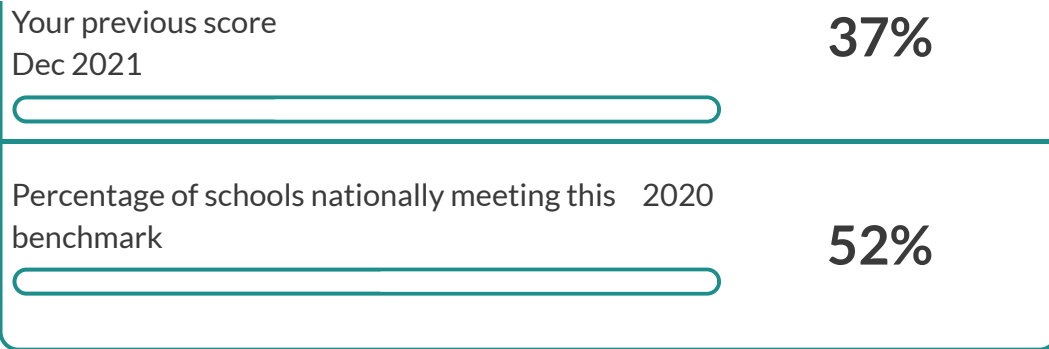 Your previous score
Dec 2021
37%
Percentage of schools nationally meeting this 2020
benchmark
52%